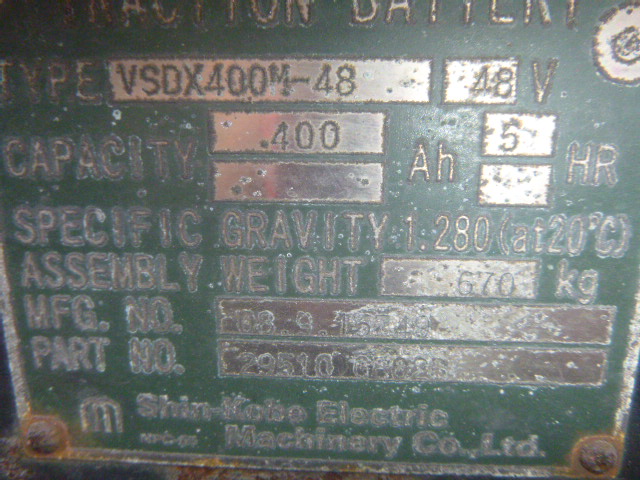 TRACTION BATTERY
TYPE VSDX400M-48 48 V
400 5
CAPACITY Ah HR
SPECIFIC GRAVITY 1.280(at20℃)
ASSEMBLY WEIGHT 670 kg
MFG. NO.
PART NO. 29510
Shin-Kobe Electric
Machinery Co.,Ltd.